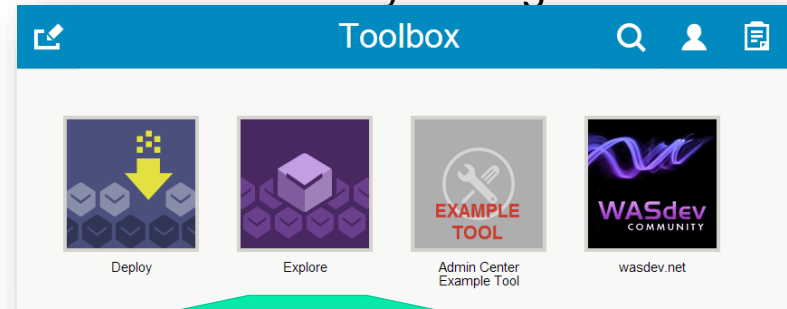 Toolbox
EXAMPLE
TOOL
WASdev
COMMUNITY
Deploy
Explore
Admin Center
Example Tool
wasdev.net